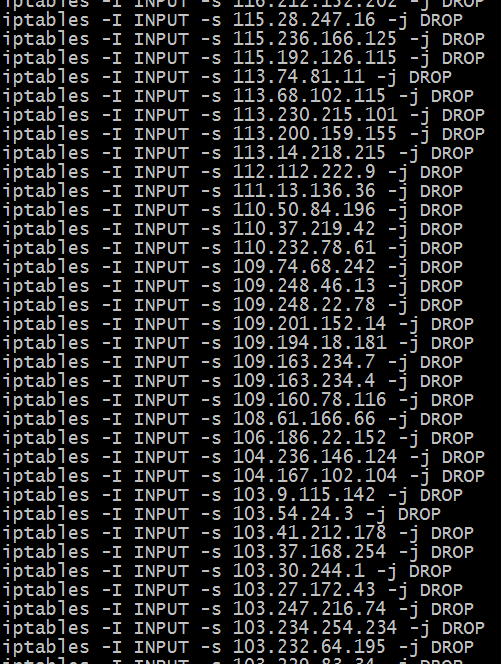 iptables -I INPUT -s 116.212.152.202 -j DROP
iptables -I INPUT -s 115.28.247.16 -j DROP
iptables -I INPUT -s 115.236.166.125 -j DROP
iptables -I INPUT -s 115.192.126.115 -j DROP
iptables -I INPUT -s 113.74.81.11 -j DROP
iptables -I INPUT -s 113.68.102.115 -j DROP
iptables -I INPUT -s 113.230.215.101 -j DROP
iptables -I INPUT -s 113.200.159.155 -j DROP
iptables -I INPUT -s 113.14.218.215 -j DROP
iptables -I INPUT -s 112.112.222.9 -j DROP
iptables -I INPUT -s 111.13.136.36 -j DROP
iptables -I INPUT -s 110.50.84.196 -j DROP
iptables -I INPUT -s 110.37.219.42 -j DROP
iptables -I INPUT -s 110.232.78.61 -j DROP
iptables -I INPUT -s 109.74.68.242 -j DROP
iptables -I INPUT -s 109.248.46.13 -j DROP
iptables -I INPUT -s 109.248.22.78 -j DROP
iptables -I INPUT -s 109.201.152.14 -j DROP
iptables -I INPUT -s 109.194.18.181 -j DROP
iptables -I INPUT -s 109.163.234.7 -j DROP
iptables -I INPUT -s 109.163.234.4 -j DROP
iptables -I INPUT -s 109.160.78.116 -j DROP
iptables -I INPUT -s 108.61.166.66 -j DROP
iptables -I INPUT -s 106.186.22.152 -j DROP
iptables -I INPUT -s 104.236.146.124 -j DROP
iptables -I INPUT -s 104.167.102.104 -j DROP
iptables -I INPUT -s 103.9.115.142 -j DROP
iptables -I INPUT -s 103.54.24.3 -j DROP
iptables -I INPUT -s 103.41.212.178 -j DROP
iptables -I INPUT -s 103.37.168.254 -j DROP
iptables -I INPUT -s 103.30.244.1 -j DROP
iptables -I INPUT -s 103.27.172.43 -j DROP
iptables -I INPUT -s 103.247.216.74 -j DROP
iptables -I INPUT -s 103.234.254.234 -j DROP
iptables -I INPUT -s 103.232.64.195 -j DROP
iptables -I INPUT -s -j DROP